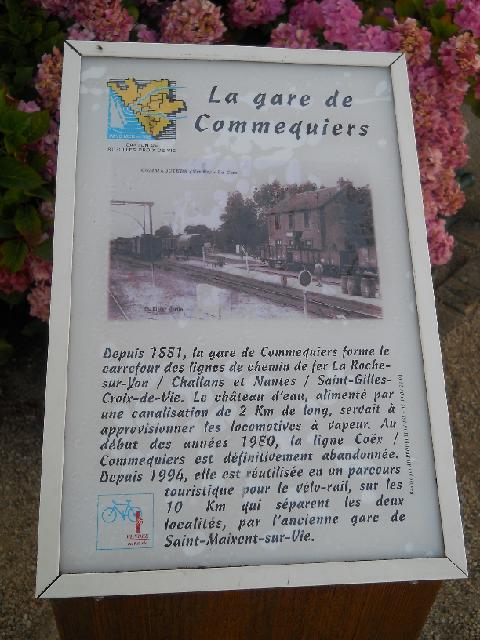 La gare de
Commequiers
Depuis 1881, la gare de Commequiers forme le
carrefour des lignes de chemin de fer La Roche-
sur-Yon / Challans et Nantes / Saint-Gilles-
Croix-de-Vie. Le château d'eau, alimenté par
une canalisation de 2 Km de long, servait à
approvisionner les locomotives à vapeur. Au
début des années 1980, la ligne Coëx /
Commequiers est définitivement abandonnée.
Depuis 1994, elle est réutilisée en un parcours
touristique pour le vélo-rail, sur les
10 Km qui séparent les deux
localités, par l'ancienne gare de
Saint-Maixent-sur-Vie.
VENDÉE